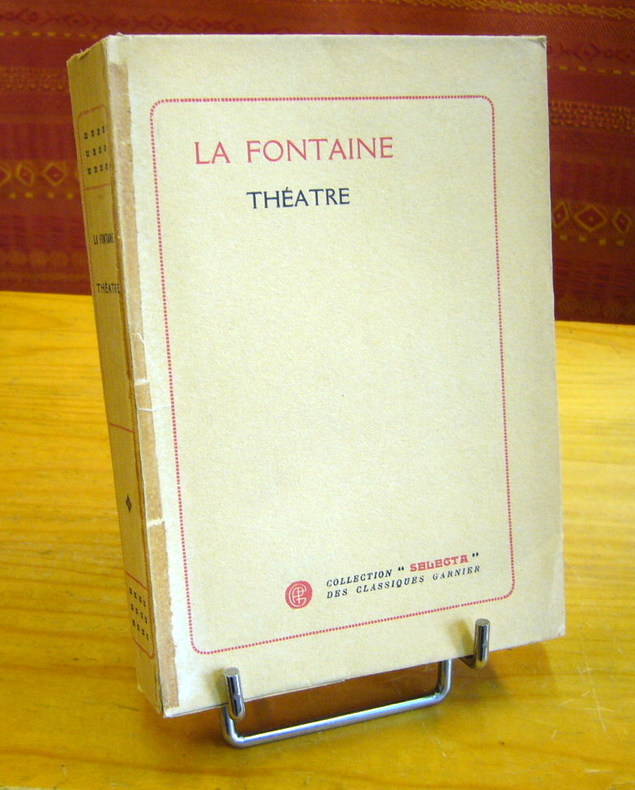 LA FONTAINE
THÉATRE
COLLECTION " SELECTA "
DES CLASSIQUES GARNIER
LA FONTAINE
THÉATRE